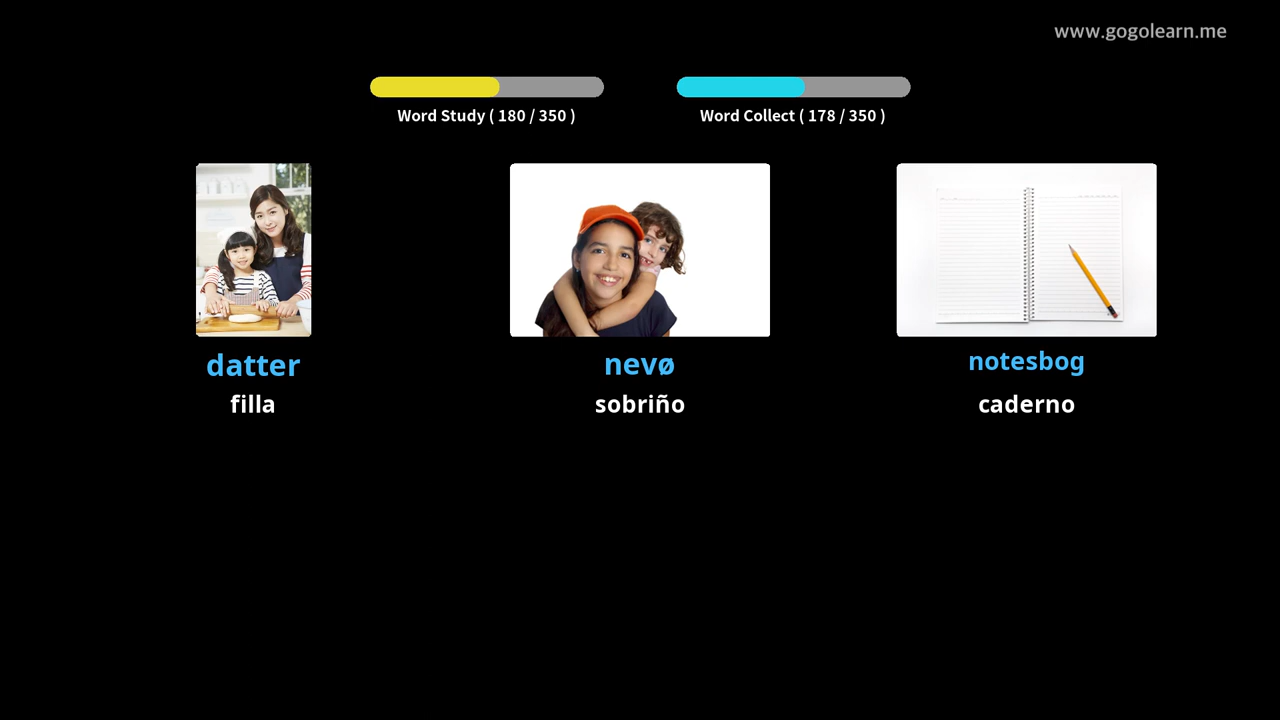 www.gogolearn.me
Word Study ( 180 / 350 )
Word Collect ( 178 / 350 )
datter
filla
nevø
sobriño
notesbog
caderno